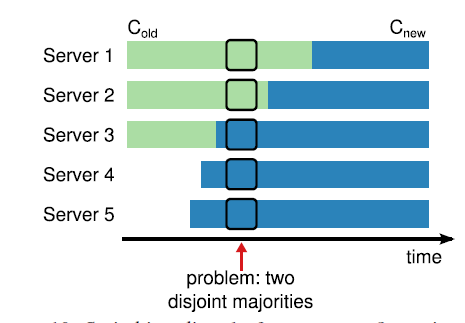 Cold Cnew
Server 1
Server 2
Server 3
Server 4
Server 5
time
problem: two
disjoint majorities